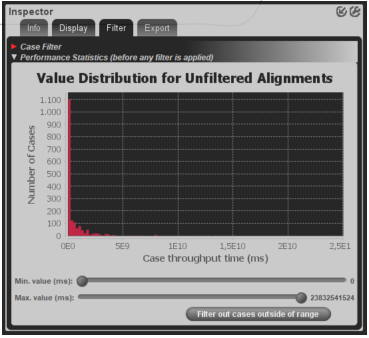 Inspector
Info Display Filter Export
Case Filter
Performance Statistics (before any filter is applied)
Value Distribution for Unfiltered Alignments
Number of Cases
1.100
1.000
900
800
700
600
500
400
300
200
100
0
0E0 5E9 1E10 1,5E10 2E10 2,5E1
Case throughput time (ms)
Min. value (ms): 0
Max. value (ms): 23832541524
Filter out cases outside of range